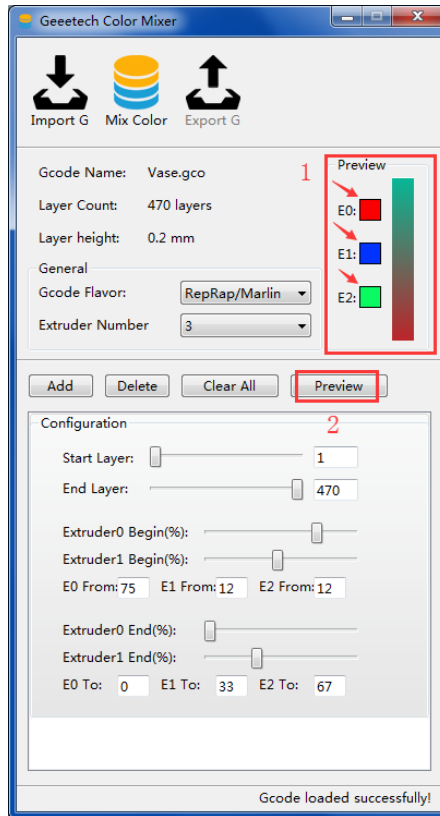 Geeetech Color Mixer
Import G Mix Color Export G
Gcode Name: Vase.gco
Layer Count: 470 layers
Layer height: 0.2 mm
General
Gcode Flavor: RepRap/Marlin
Extruder Number 3
1
Preview
E0:
E1:
E2:
Add Delete Clear All Preview
2
Configuration
Start Layer: 1
End Layer: 470
Extruder0 Begin(%):
Extruder1 Begin(%):
E0 From: 75 E1 From: 12 E2 From: 12
Extruder0 End(%):
Extruder1 End(%):
E0 To: 0 E1 To: 33 E2 To: 67
Gcode loaded successfully!